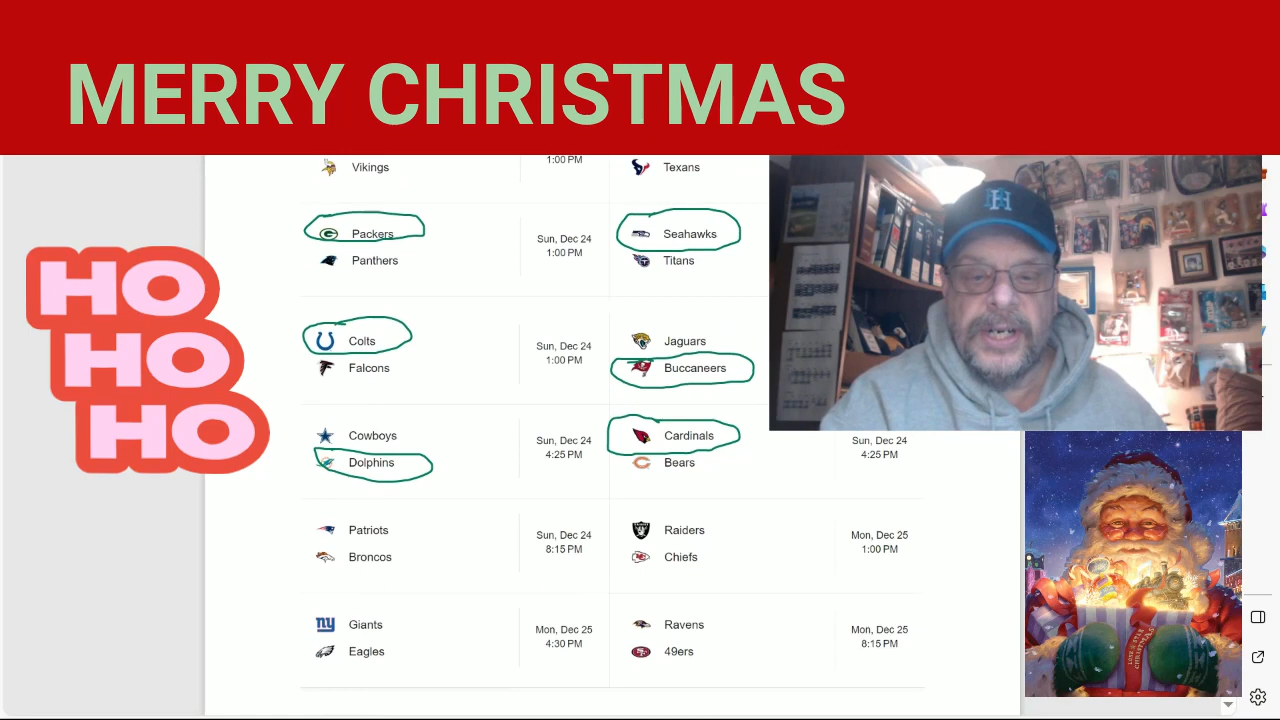 MERRY CHRISTMAS
HO
HO
HO
Vikings
1:00 PM
Texans
Packers
Panthers
Sun, Dec 24
1:00 PM
Seahawks
Titans
Colts
Falcons
Sun, Dec 24
1:00 PM
Jaguars
Buccaneers
Cowboys
Dolphins
Sun, Dec 24
4:25 PM
Cardinals
Bears
Sun, Dec 24
4:25 PM
Patriots
Broncos
Sun, Dec 24
8:15 PM
Raiders
Chiefs
Mon, Dec 25
1:00 PM
Giants
Eagles
Mon, Dec 25
4:30 PM
Ravens
49ers
Mon, Dec 25
8:15 PM
ny
H